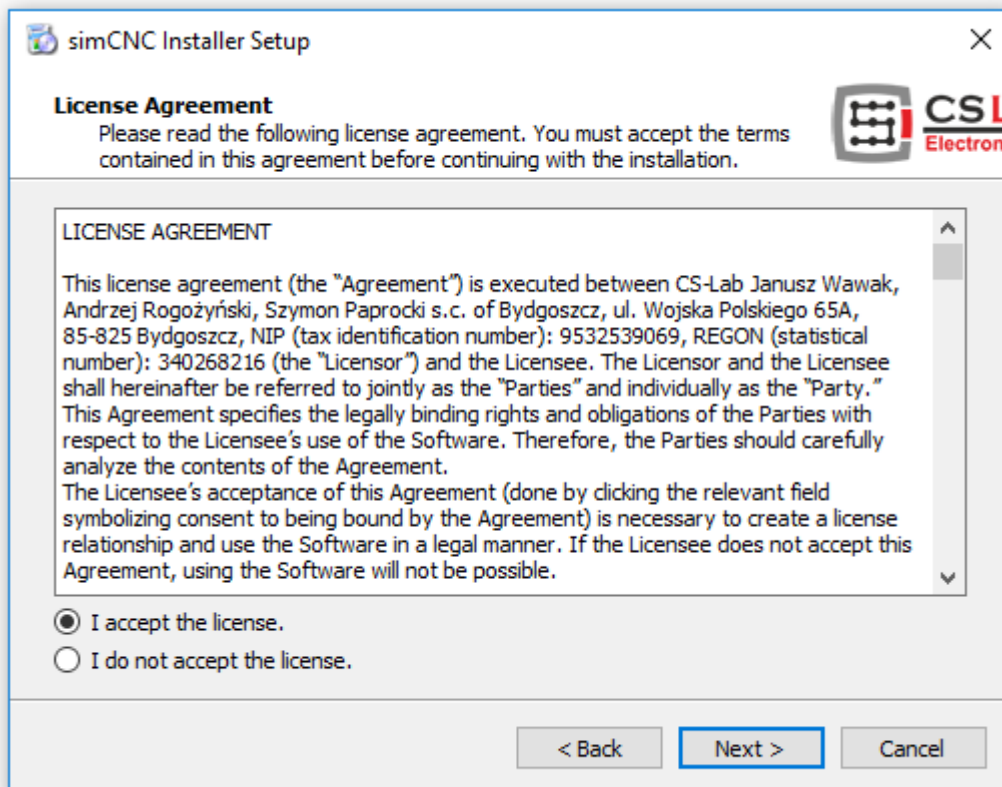 simCNC Installer Setup
License Agreement
Please read the following license agreement. You must accept the terms
contained in this agreement before continuing with the installation.
CSL
Electron
LICENSE AGREEMENT
This license agreement (the “Agreement”) is executed between CS-Lab Janusz Wawak,
Andrzej Rogożyński, Szymon Paprocki s.c. of Bydgoszcz, ul. Wojska Polskiego 65A,
85-825 Bydgoszcz, NIP (tax identification number): 9532539069, REGON (statistical
number): 340268216 (the “Licensor”) and the Licensee. The Licensor and the Licensee
shall hereinafter be referred to jointly as the “Parties” and individually as the “Party.”
This Agreement specifies the legally binding rights and obligations of the Parties with
respect to the Licensee’s use of the Software. Therefore, the Parties should carefully
analyze the contents of the Agreement.
The Licensee’s acceptance of this Agreement (done by clicking the relevant field
symbolizing consent to being bound by the Agreement) is necessary to create a license
relationship and use the Software in a legal manner. If the Licensee does not accept this
Agreement, using the Software will not be possible.
I accept the license.
I do not accept the license.
< Back
Next >
Cancel